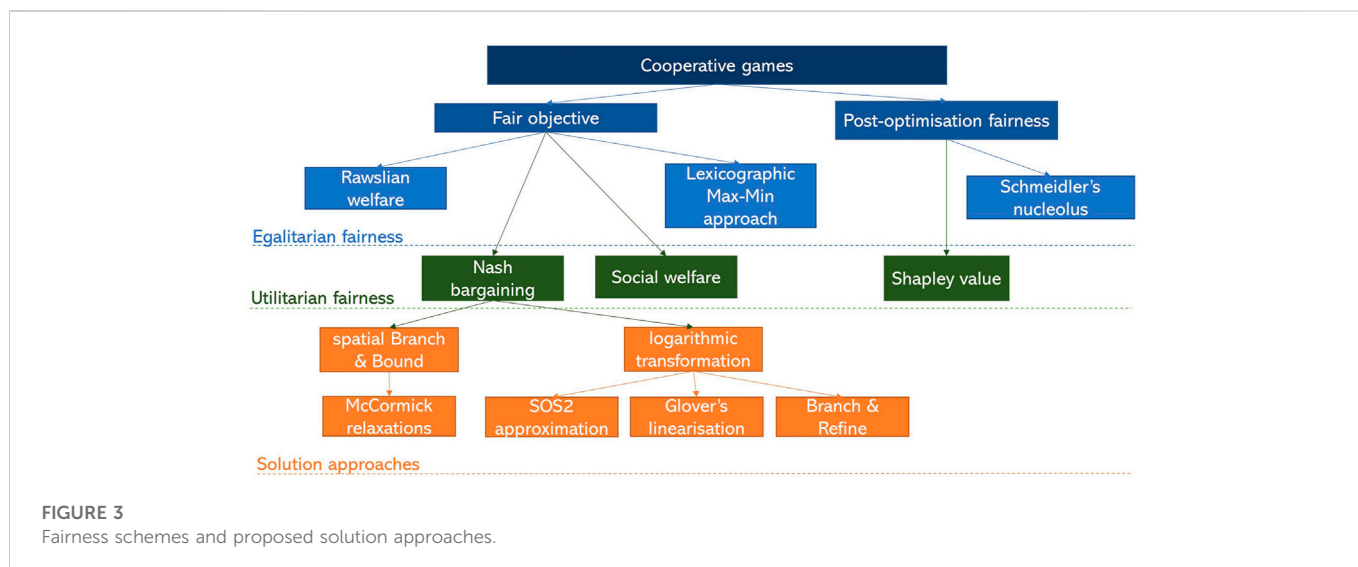 Cooperative games
Fair objective
Post-optimisation fairness
Rawslian
welfare
Lexicographic
Max-Min
approach
Schmeidler's
nucleolus
Egalitarian fairness
Nash
bargaining
Social welfare
Shapley value
Utilitarian fairness
spatial Branch
& Bound
logarithmic
transformation
McCormick
relaxations
SOS2
approximation
Glover's
linearisation
Branch &
Refine
Solution approaches
FIGURE 3
Fairness schemes and proposed solution approaches.